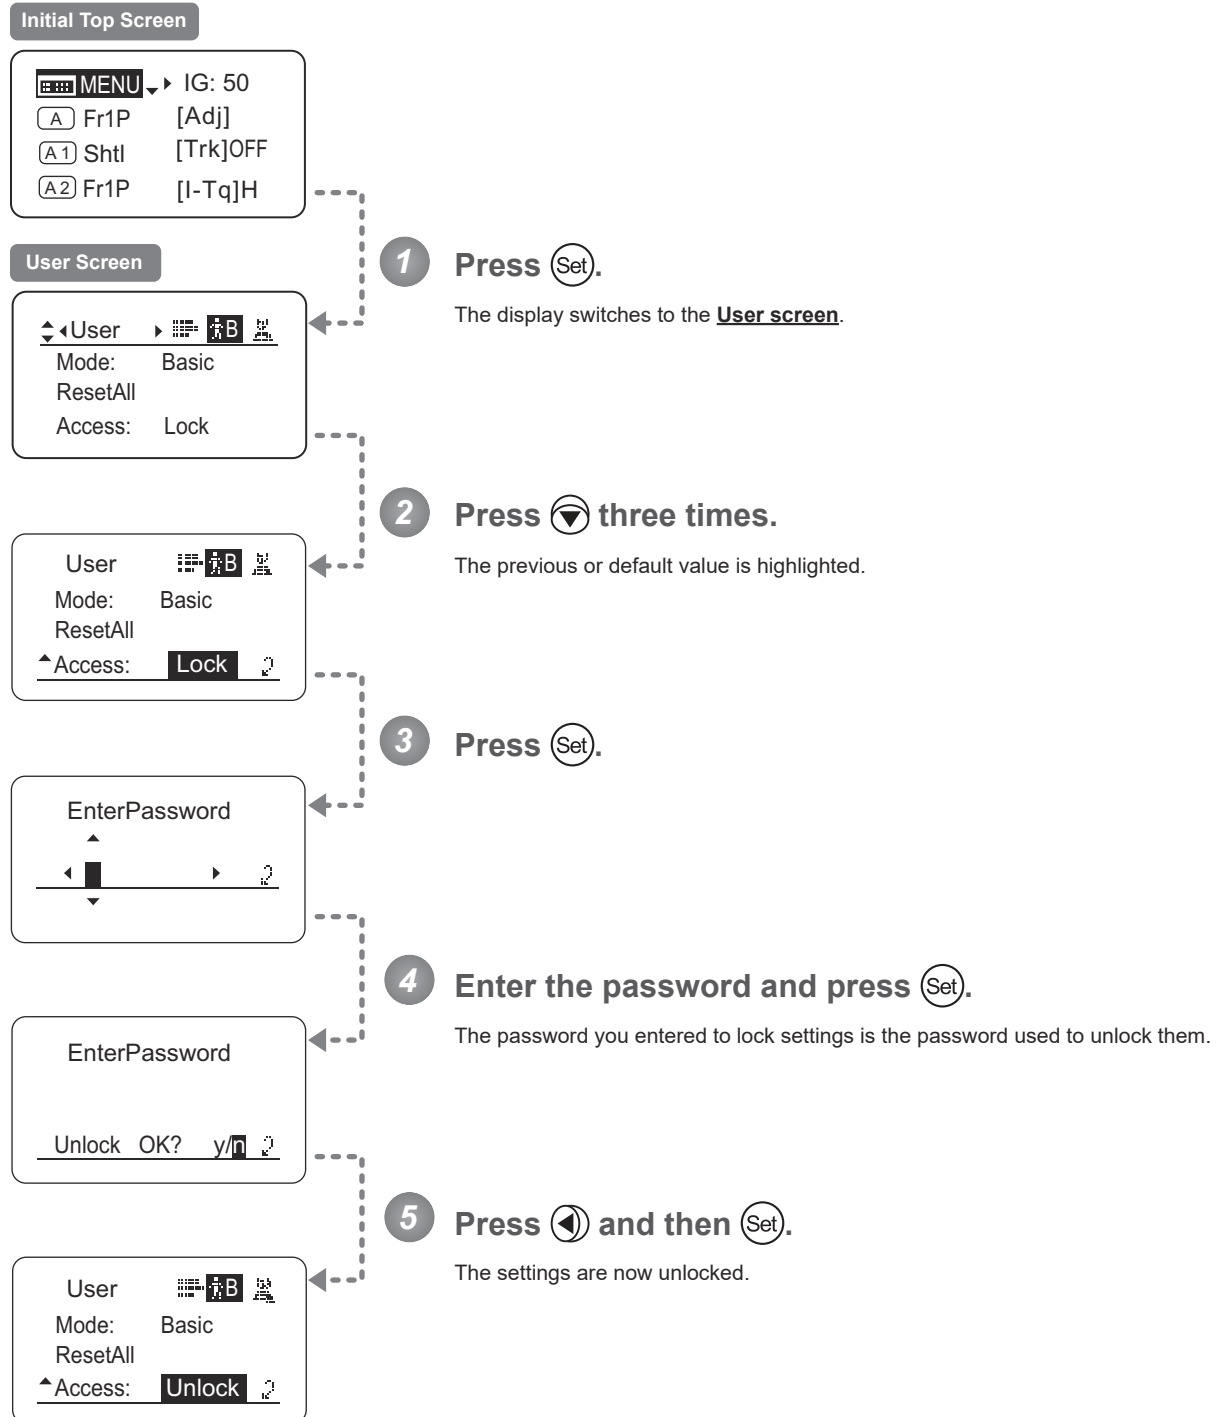 Initial Top Screen
MENU IG: 50
A Fr1P [Adj]
A1 Shtl [Trk]OFF
A2 Fr1P [I-Tq]H
1 Press Set.
User Screen
The display switches to the User screen.
User B
Mode: Basic
ResetAll
Access: Lock
2 Press three times.
The previous or default value is highlighted.
User B
Mode: Basic
ResetAll
Access: Lock
3 Press Set.
EnterPassword
4 Enter the password and press Set.
The password you entered to lock settings is the password used to unlock them.
EnterPassword
Unlock OK? y/n
5 Press and then Set.
The settings are now unlocked.
User B
Mode: Basic
ResetAll
Access: Unlock